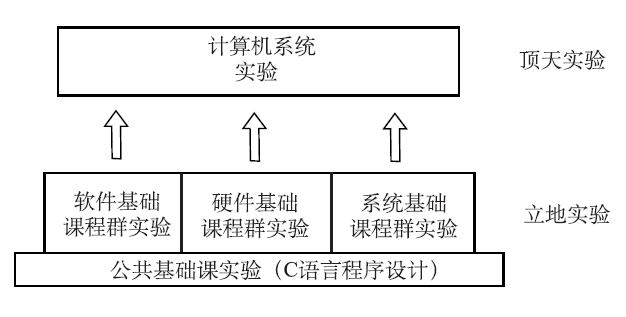 计算机系统
实验
顶天实验
软件基础
课程群实验
硬件基础
课程群实验
系统基础
课程群实验
立地实验
公共基础课实验（C语言程序设计）